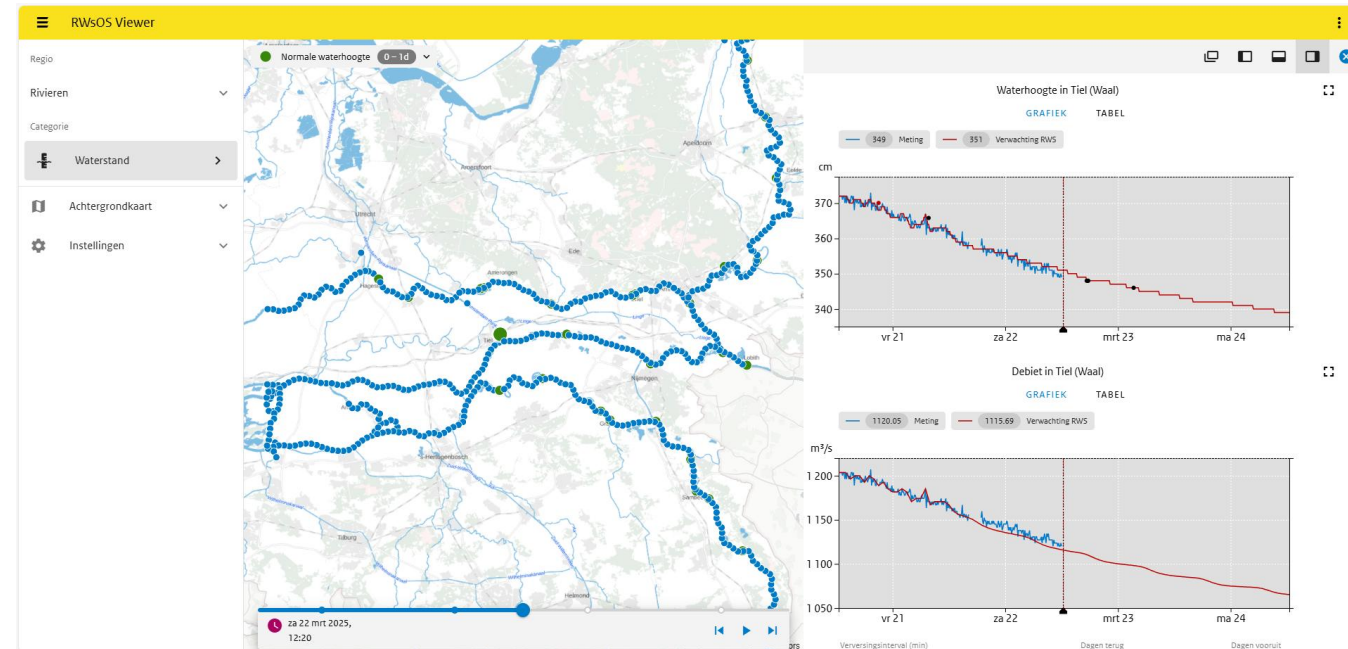 RWsOS Viewer
Regio
Rivieren
Categorie
Waterstand
Achtergrondkaart
Instellingen
Normale waterhoogte 0 – 1d
Apeldoorn
Amersfoort
Utrecht
Ede
Amerongen
Hagestein
Tiel
Lobith
Nijmegen
's-Hertogenbosch
Tilburg
Helmond
za 22 mrt 2025,
12:20
Waterhoogte in Tiel (Waal)
GRAFIEK TABEL
349 Meting 351 Verwachting RWS
cm
370
360
350
340
vr 21 za 22 mrt 23 ma 24
Debiet in Tiel (Waal)
GRAFIEK TABEL
1120.05 Meting 1115.69 Verwachting RWS
m³/s
1 200
1 150
1 100
1 050
vr 21 za 22 mrt 23 ma 24
Verversingsinterval (min) Dagen terug Dagen vooruit